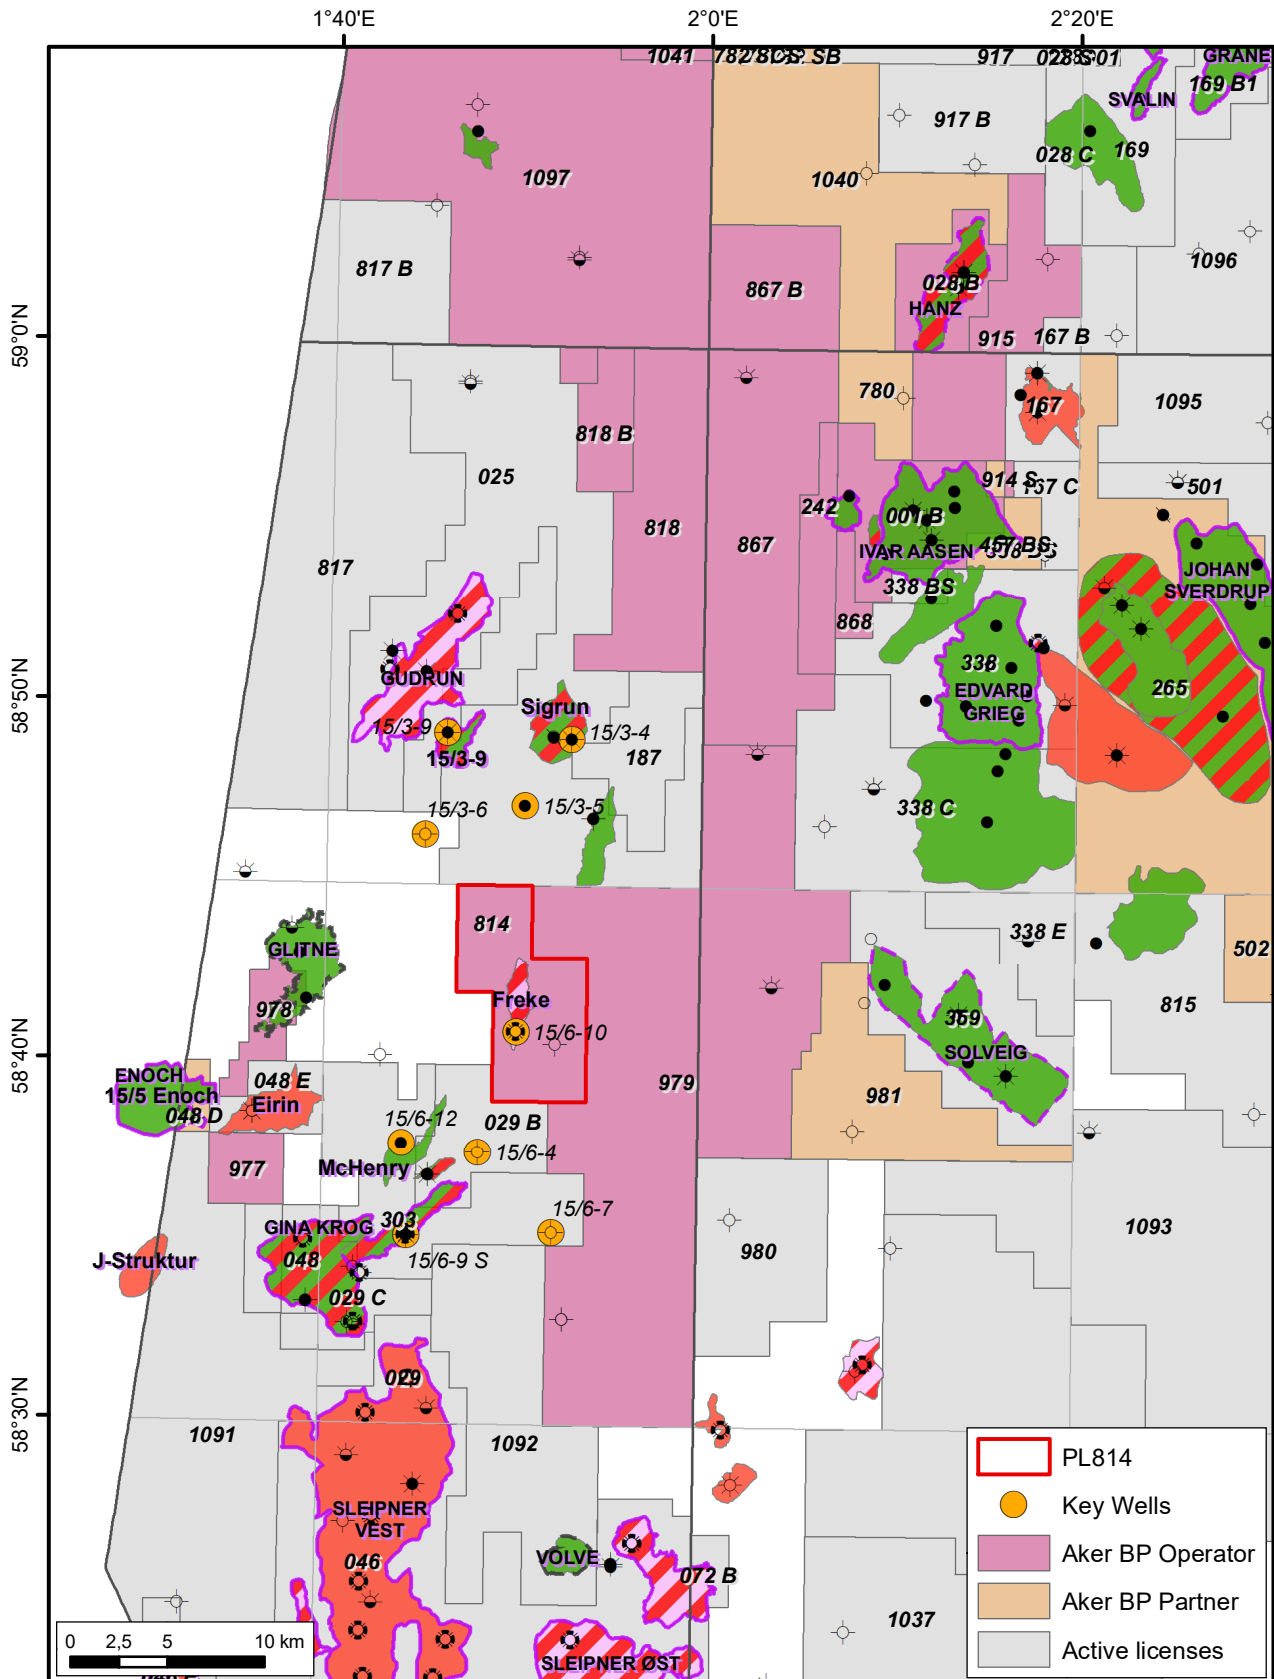 1°40'E
2°0'E
2°20'E
1041
917
GRANE
169 B1
SVALIN
917 B
028 C
169
1097
1040
817 B
867 B
028 B
HANZ
1096
59°0'N
915
167 B
780
167
1095
818 B
025
914 S
501
242
001 B
818
867
IVAR AASEN
JOHAN
SVERDRUP
817
338 BS
868
338
GUDRUN
58°50'N
EDVARD
GRIEG
265
Sigrun
15/3-9
15/3-4
15/3-9
187
15/3-6
15/3-5
338 C
814
338 E
GLITNE
502
Freke
978
815
15/6-10
359
SOLVEIG
58°40'N
ENOCH
15/5 Enoch
048 E
Eirin
048 D
979
981
15/6-12
029 B
15/6-4
McHenry
977
15/6-7
GINA KROG
303
1093
J-Struktur
048
15/6-9 S
980
029 C
029
58°30'N
1091
1092
SLEIPNER
VEST
046
VOLVE
072 B
1037
SLEIPNER ØST
PL814
Key Wells
Aker BP Operator
Aker BP Partner
Active licenses
0 2,5 5 10 km